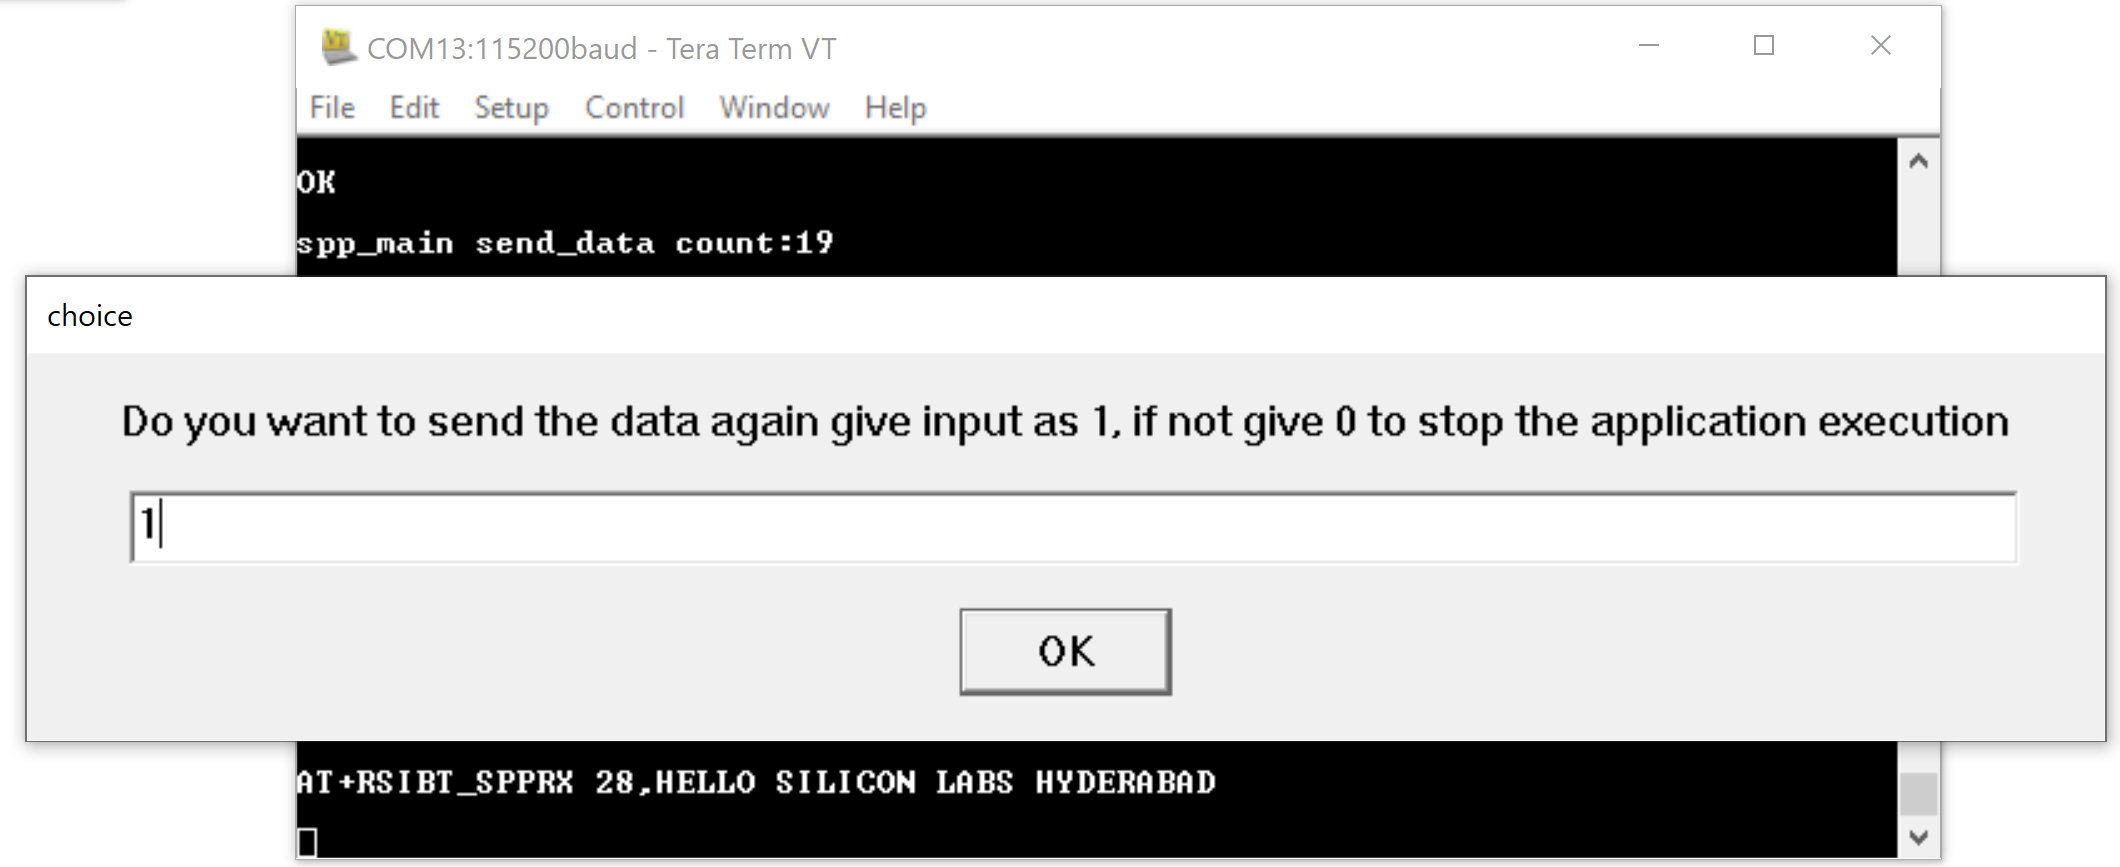 COM13:115200baud - Tera Term VT
File Edit Setup Control Window Help
OK
spp_main send_data count:19
choice
Do you want to send the data again give input as 1, if not give 0 to stop the application execution
1
OK
AT+RSIBT_SPPRX 28,HELLO SILICON LABS HYDERABAD